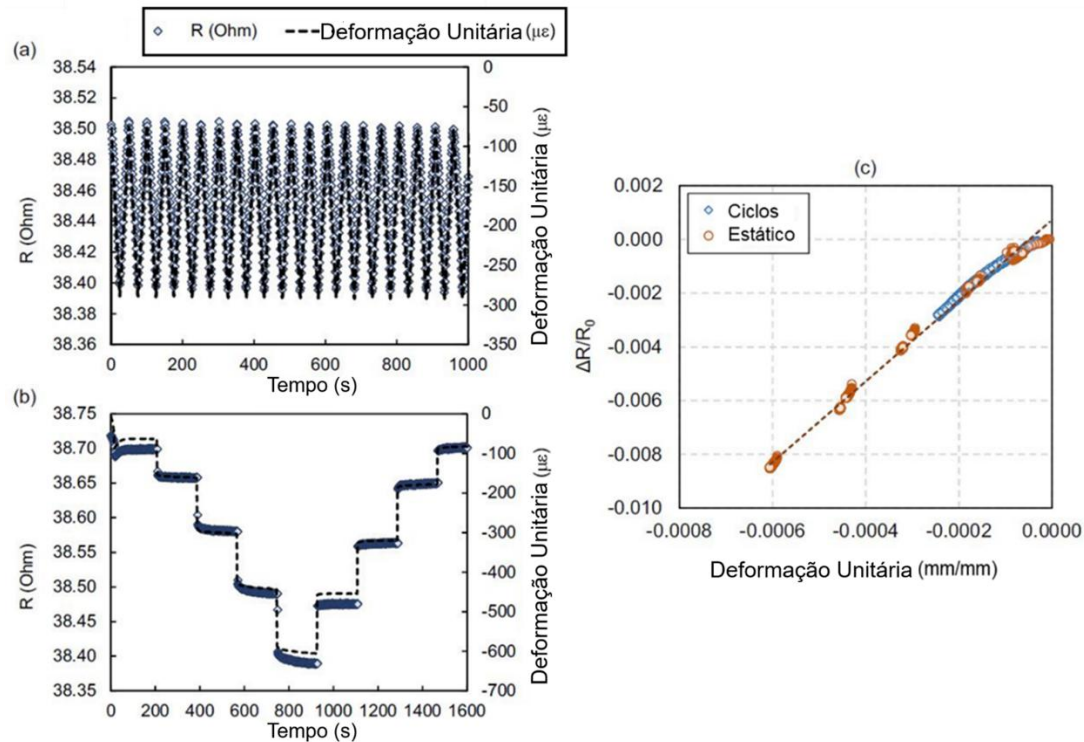 R (Ohm) Deformação Unitária (με)
(a)
38.54
38.52
38.50
38.48
38.46
38.44
38.42
38.40
38.38
38.36
R (Ohm)
0
-50
-100
-150
-200
-250
-300
-350
Deformação Unitária (με)
0 200 400 600 800 1000
Tempo (s)
(b)
38.75
38.70
38.65
38.60
38.55
38.50
38.45
38.40
38.35
R (Ohm)
0
-100
-200
-300
-400
-500
-600
-700
Deformação Unitária (με)
0 200 400 600 800 1000 1200 1400 1600
Tempo (s)
(c)
Ciclos
Estático
0.002
0.000
-0.002
-0.004
-0.006
-0.008
-0.010
ΔR/R0
-0.0008 -0.0006 -0.0004 -0.0002 0.0000
Deformação Unitária (mm/mm)